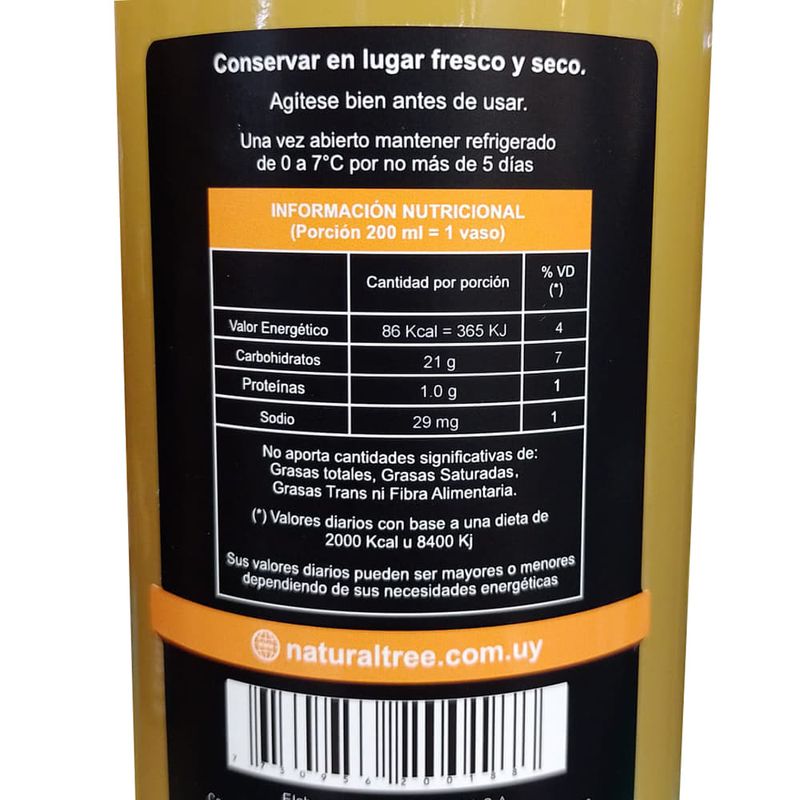 Conservar en lugar fresco y seco.
Agítese bien antes de usar.
Una vez abierto mantener refrigerado
de 0 a 7°C por no más de 5 días
INFORMACIÓN NUTRICIONAL
(Porción 200 ml = 1 vaso)
Cantidad por porción % VD (*)
Valor Energético 86 Kcal = 365 KJ 4
Carbohidratos 21 g 7
Proteínas 1.0 g 1
Sodio 29 mg 1
No aporta cantidades significativas de:
Grasas totales, Grasas Saturadas,
Grasas Trans ni Fibra Alimentaria.
(*) Valores diarios con base a una dieta de
2000 Kcal u 8400 Kj
Sus valores diarios pueden ser mayores o menores
dependiendo de sus necesidades energéticas
naturaltree.com.uy
7 730956 200188